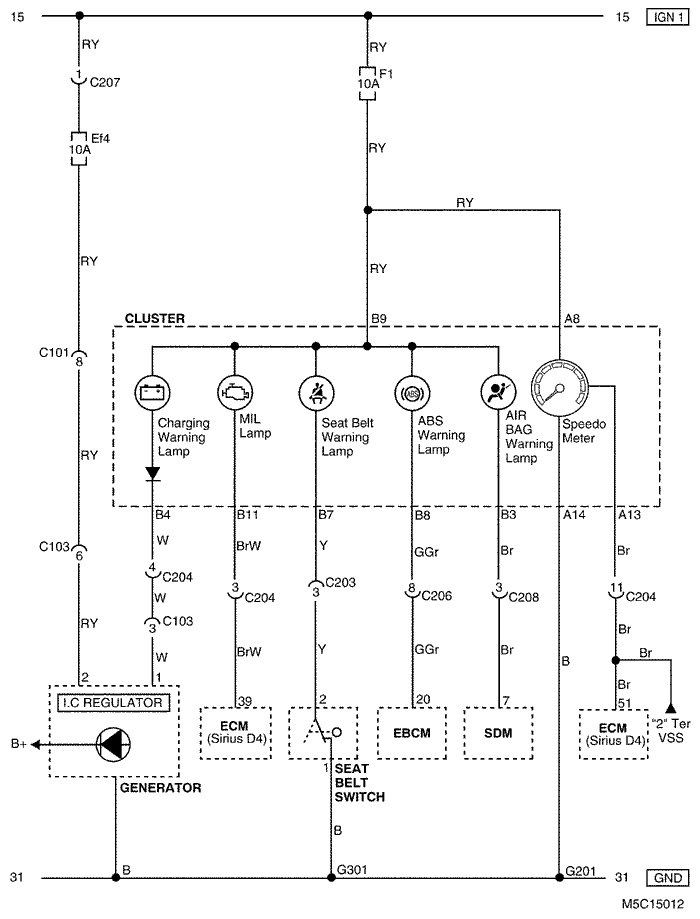 15
15
IGN 1
RY
RY
1
C207
F1
10A
Ef4
10A
RY
RY
RY
RY
CLUSTER
B9
A8
C101
8
ABS
Charging
Warning
Lamp
MIL
Lamp
Seat Belt
Warning
Lamp
ABS
Warning
Lamp
AIR
BAG
Warning
Lamp
Speedo
Meter
RY
B4
B11
B7
B8
B3
A14
A13
C103
6
W
BrW
Y
GGr
Br
Br
4
C204
3
C204
C203
3
8
C206
3
C208
11
C204
W
3
C103
RY
W
BrW
Y
GGr
Br
B
Br
Br
Br
2
1
39
2
20
7
51
I.C REGULATOR
ECM
(Sirius D4)
EBCM
SDM
ECM
(Sirius D4)
"2" Ter
VSS
B+
GENERATOR
1
SEAT
BELT
SWITCH
B
31
B
G301
G201
31
GND
M5C15012